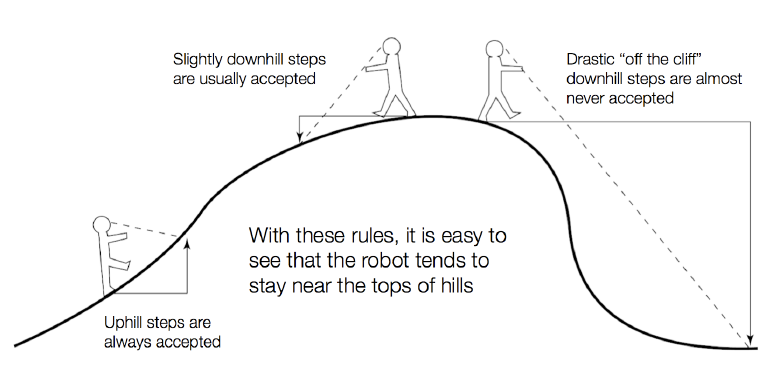 Slightly downhill steps
are usually accepted
Drastic “off the cliff”
downhill steps are almost
never accepted
With these rules, it is easy to
see that the robot tends to
stay near the tops of hills
Uphill steps are
always accepted